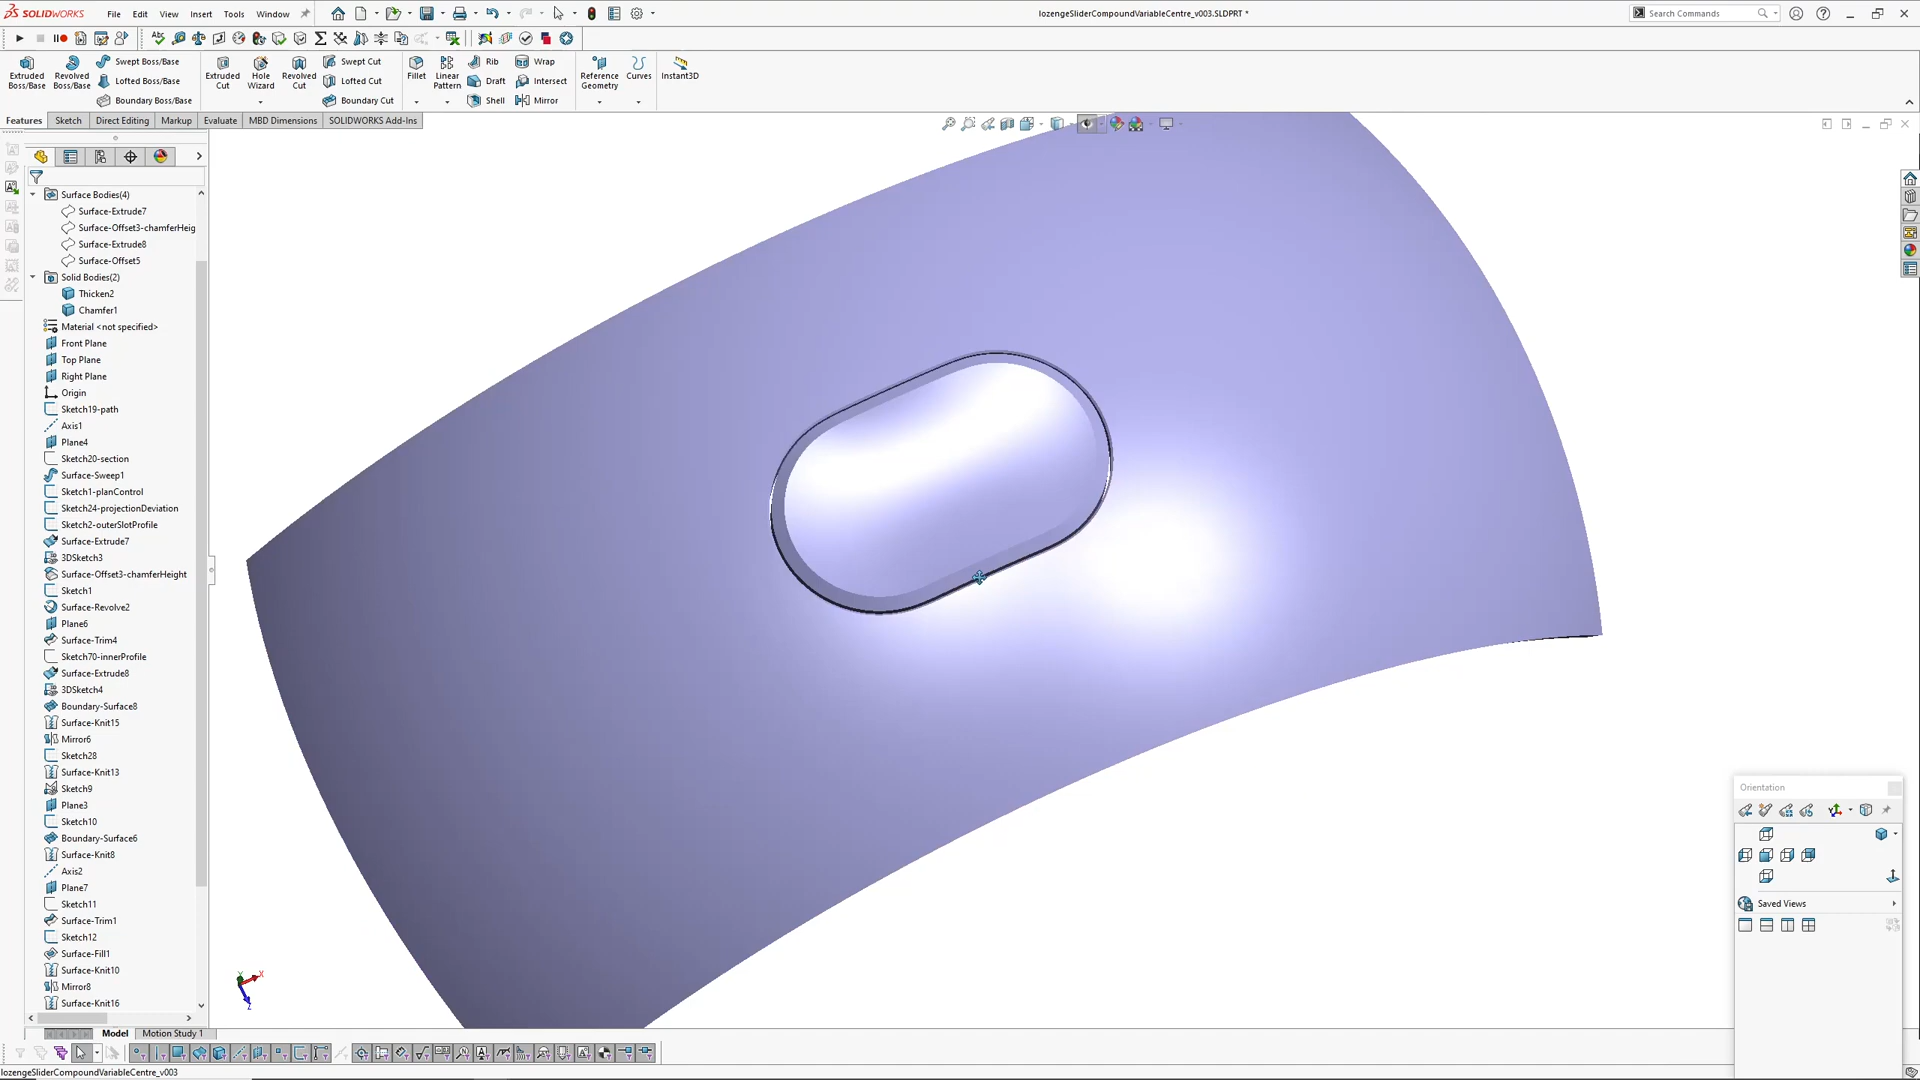 SOLIDWORKS File Edit View Insert Tools Window
lozengeSliderCompoundVariableCentre_v003.SLDPRT *
Search Commands
Extruded Boss/Base
Revolved Boss/Base
Swept Boss/Base
Lofted Boss/Base
Boundary Boss/Base
Extruded Cut
Hole Wizard
Revolved Cut
Swept Cut
Lofted Cut
Boundary Cut
Fillet
Linear Pattern
Rib
Draft
Shell
Wrap
Intersect
Mirror
Reference Geometry
Curves
Instant3D
Features Sketch Direct Editing Markup Evaluate MBD Dimensions SOLIDWORKS Add-Ins
Surface Bodies(4)
Surface-Extrude7
Surface-Offset3-chamferHeig
Surface-Extrude8
Surface-Offset5
Solid Bodies(2)
Thicken2
Chamfer1
Material <not specified>
Front Plane
Top Plane
Right Plane
Origin
Sketch19-path
Axis1
Plane4
Sketch20-section
Surface-Sweep1
Sketch1-planControl
Sketch24-projectionDeviation
Sketch2-outerSlotProfile
Surface-Extrude7
3DSketch3
Surface-Offset3-chamferHeight
Sketch1
Surface-Revolve2
Plane6
Surface-Trim4
Sketch70-innerProfile
Surface-Extrude8
3DSketch4
Boundary-Surface8
Surface-Knit15
Mirror6
Sketch28
Surface-Knit13
Sketch9
Plane3
Sketch10
Boundary-Surface6
Surface-Knit8
Axis2
Plane7
Sketch11
Surface-Trim1
Sketch12
Surface-Fill1
Surface-Knit10
Mirror8
Surface-Knit16
Orientation
Saved Views
Y
X
Z
Model Motion Study 1
lozengeSliderCompoundVariableCentre_v003